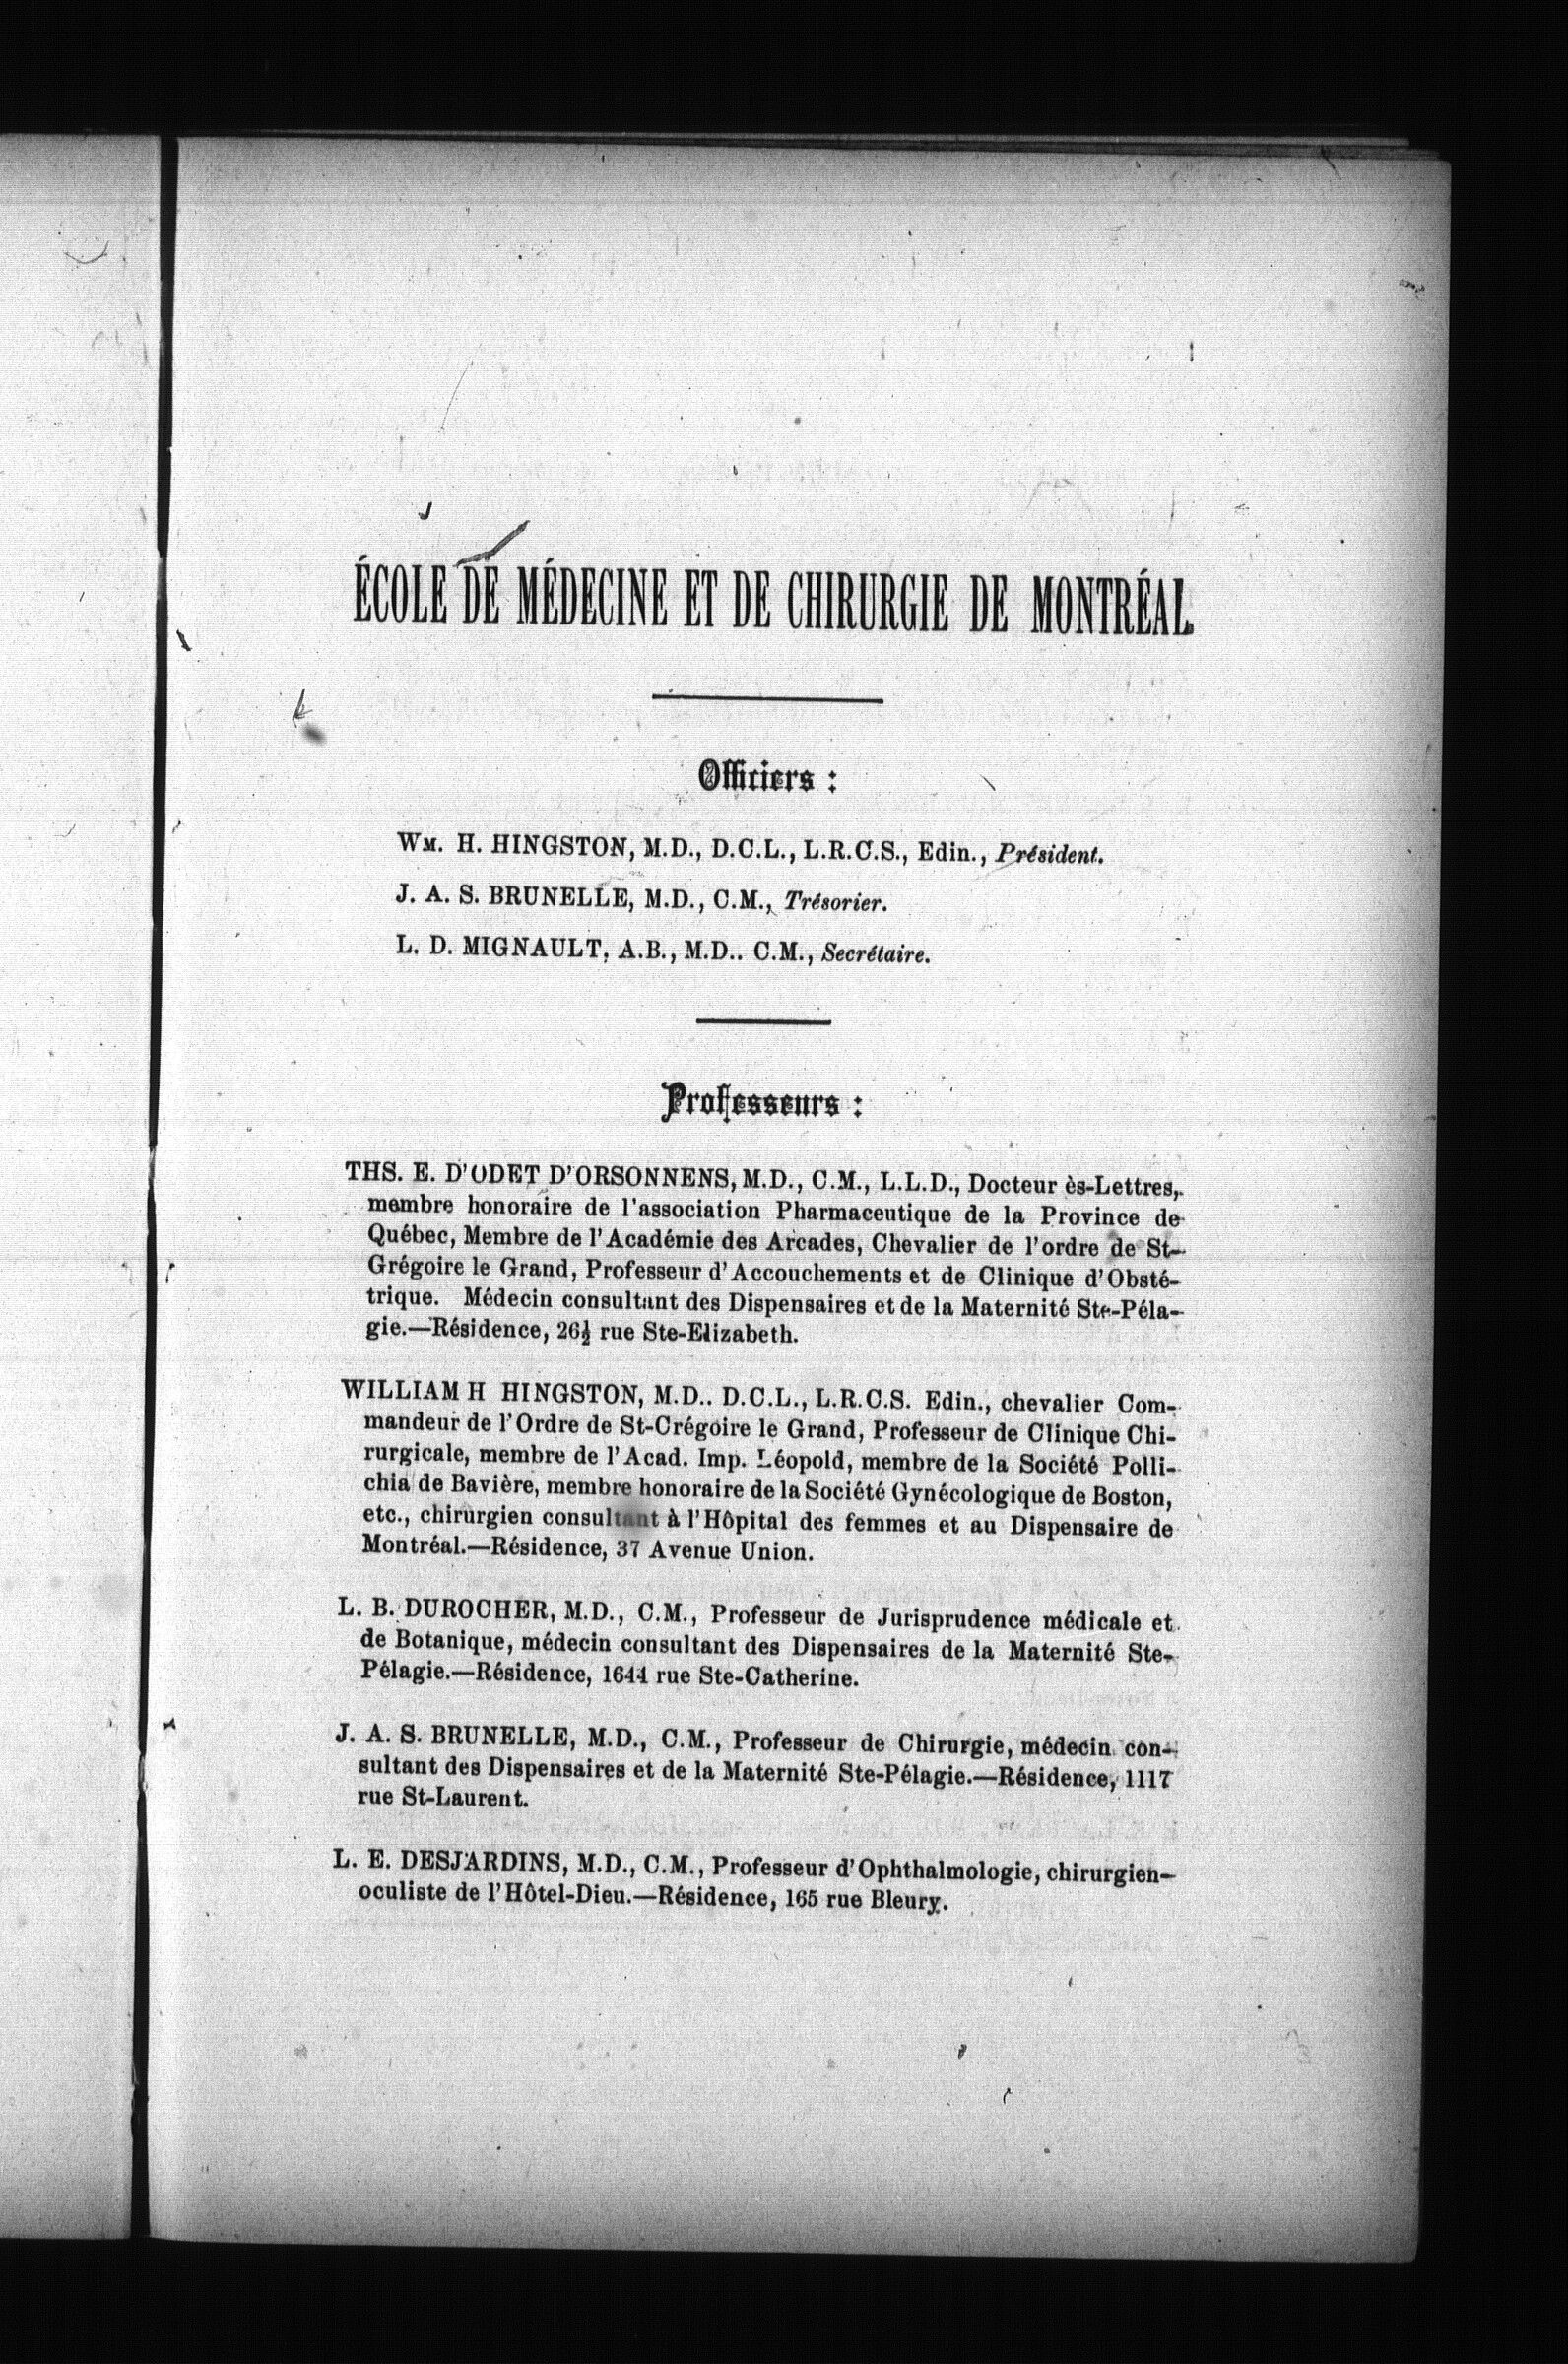 ÉCOLE DE MÉDECINE ET DE CHIRURGIE DE MONTRÉAL
Officiers :
WM. H. HINGSTON, M.D., D.C.L., L.R.C.S., Edin., Président.
J. A. S. BRUNELLE, M.D., C.M., Trésorier.
L. D. MIGNAULT, A.B., M.D.. C.M., Secrétaire.
Professeurs :
THS. E. D'ODET D'ORSONNENS, M.D., C.M., L.L.D., Docteur ès-Lettres,
membre honoraire de l'association Pharmaceutique de la Province de
Québec, Membre de l'Académie des Arcades, Chevalier de l'ordre de St-
Grégoire le Grand, Professeur d'Accouchements et de Clinique d'Obsté-
trique. Médecin consultant des Dispensaires et de la Maternité Ste-Péla-
gie.—Résidence, 26½ rue Ste-Elizabeth.
WILLIAM H HINGSTON, M.D.. D.C.L., L.R.C.S. Edin., chevalier Com-
mandeur de l'Ordre de St-Crégoire le Grand, Professeur de Clinique Chi-
rurgicale, membre de l'Acad. Imp. Léopold, membre de la Société Polli-
chia de Bavière, membre honoraire de la Société Gynécologique de Boston,
etc., chirurgien consultant à l'Hôpital des femmes et au Dispensaire de
Montréal.—Résidence, 37 Avenue Union.
L. B. DUROCHER, M.D., C.M., Professeur de Jurisprudence médicale et
de Botanique, médecin consultant des Dispensaires de la Maternité Ste-
Pélagie.—Résidence, 1644 rue Ste-Catherine.
J. A. S. BRUNELLE, M.D., C.M., Professeur de Chirurgie, médecin con-
sultant des Dispensaires et de la Maternité Ste-Pélagie.—Résidence, 1117
rue St-Laurent.
L. E. DESJARDINS, M.D., C.M., Professeur d'Ophthalmologie, chirurgien-
oculiste de l'Hôtel-Dieu.—Résidence, 165 rue Bleury.